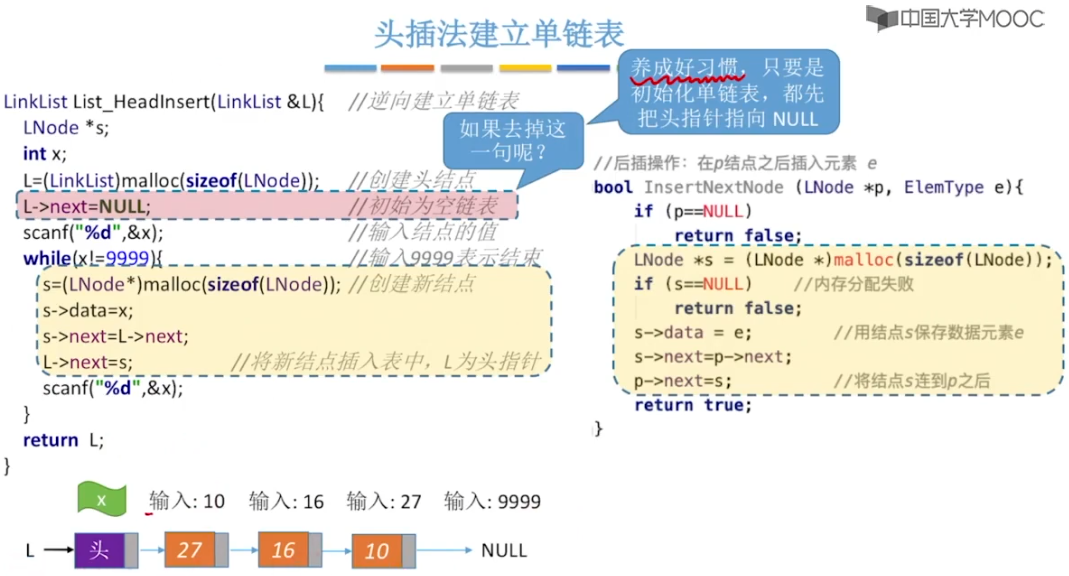 中国大学MOOC
头插法建立单链表
养成好习惯，只要是
初始化单链表，都先
把头指针指向 NULL
如果去掉这
一句呢？
LinkList List_HeadInsert(LinkList &L){ //逆向建立单链表
LNode *s;
int x;
L=(LinkList)malloc(sizeof(LNode)); //创建头结点
L->next=NULL; //初始为空链表
scanf("%d",&x); //输入结点的值
while(x!=9999){ //输入9999表示结束
s=(LNode*)malloc(sizeof(LNode)); //创建新结点
s->data=x;
s->next=L->next;
L->next=s; //将新结点插入表中，L为头指针
scanf("%d",&x);
}
return L;
}
//后插操作：在p结点之后插入元素 e
bool InsertNextNode (LNode *p, ElemType e){
if (p==NULL)
return false;
LNode *s = (LNode *)malloc(sizeof(LNode));
if (s==NULL) //内存分配失败
return false;
s->data = e; //用结点s保存数据元素e
s->next=p->next;
p->next=s; //将结点s连到p之后
return true;
}
x 输入: 10 输入: 16 输入: 27 输入: 9999
L 头 27 16 10 NULL